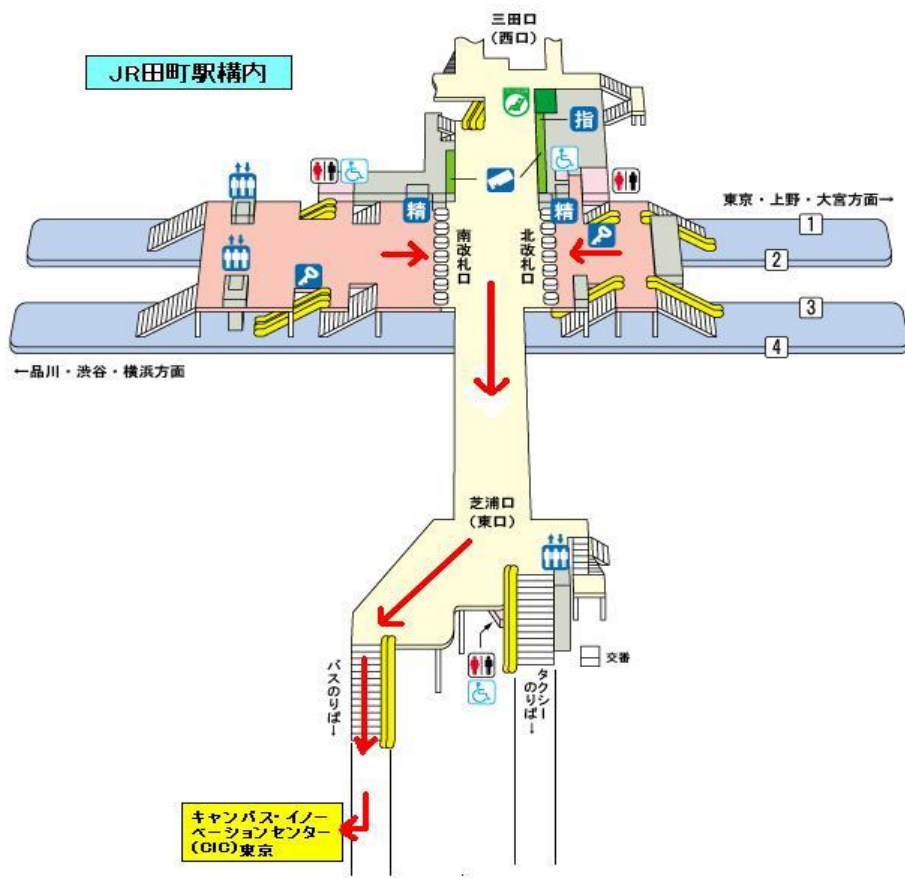 三田口
(西口)
JR田町駅構内
指
精
精
東京・上野・大宮方面→
1
南改札口
北改札口
2
3
4
←品川・渋谷・横浜方面
芝浦口
(東口)
交番
バスのりば→
タクシー
のりば→
キャンパス・イノー
ベーションセンター
(CIC)東京